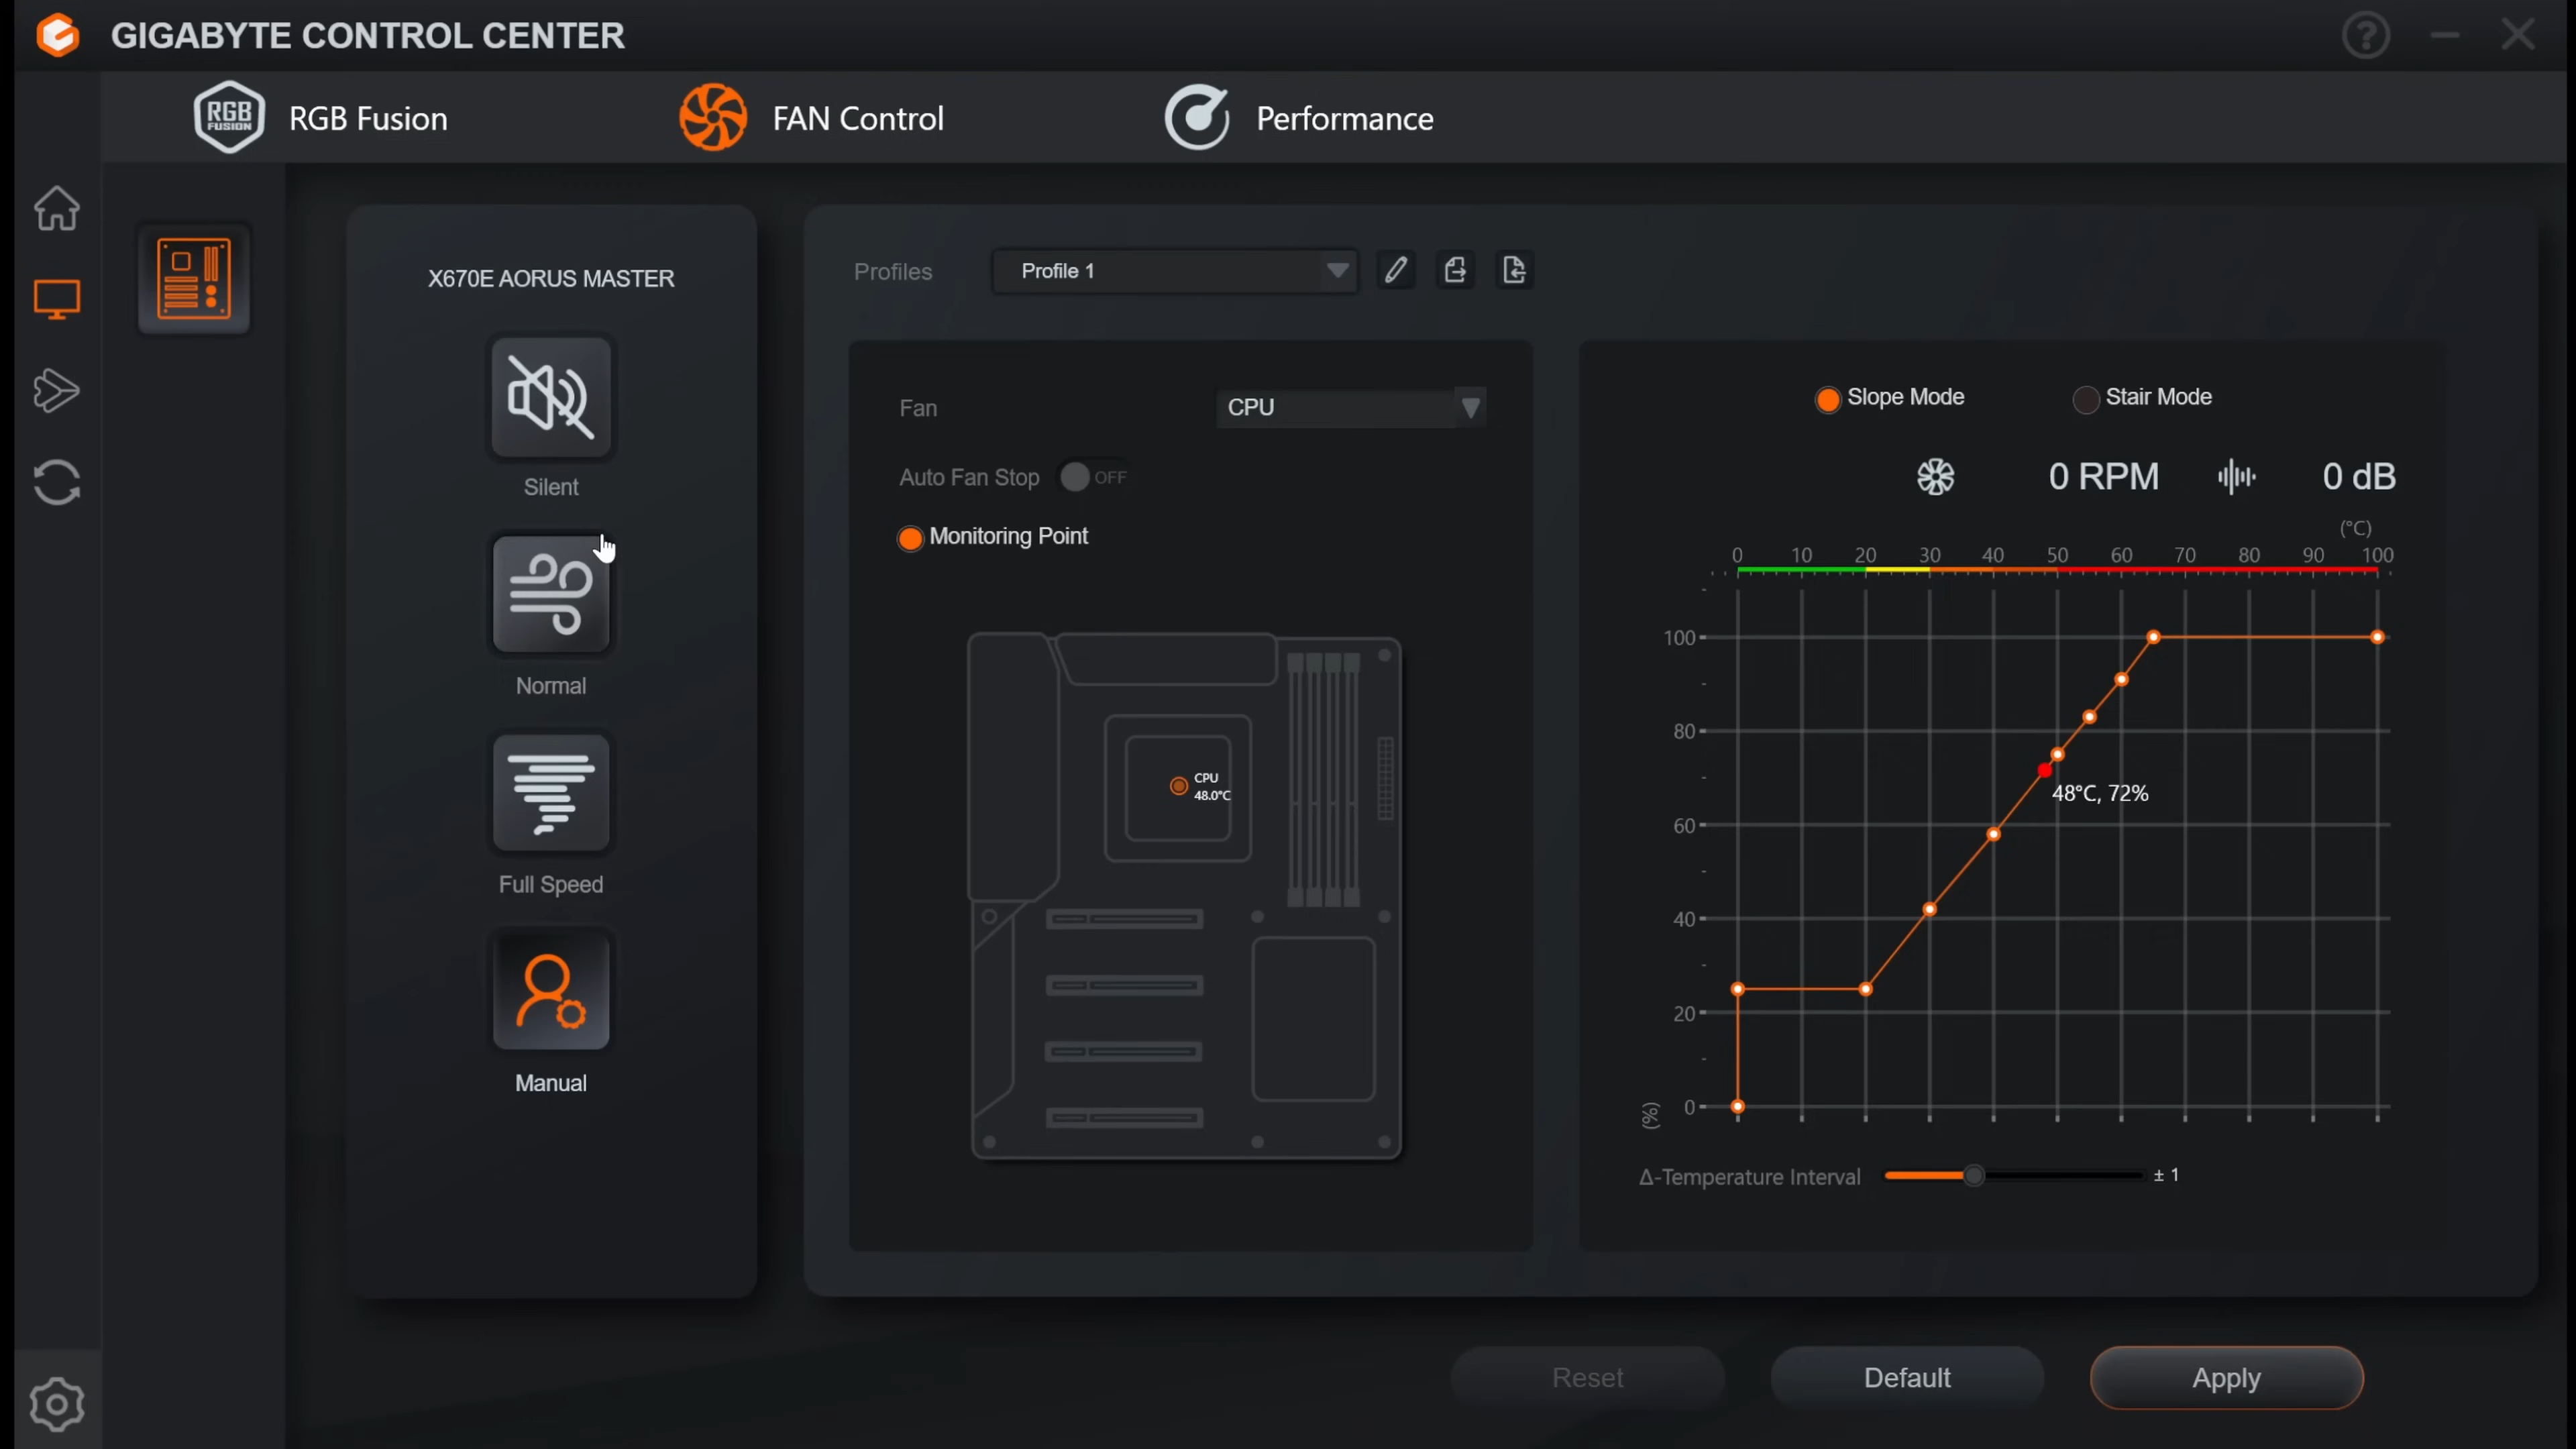 GIGABYTE CONTROL CENTER
RGB FUSION
RGB Fusion
FAN Control
Performance
X670E AORUS MASTER
Silent
Normal
Full Speed
Manual
Profiles
Profile 1
Fan
CPU
Auto Fan Stop
OFF
Monitoring Point
CPU
48.0°C
Slope Mode
Stair Mode
0 RPM
0 dB
(°C)
0 10 20 30 40 50 60 70 80 90 100
100
80
60
40
20
0
(%)
48°C, 72%
Δ-Temperature Interval
± 1
Reset
Default
Apply